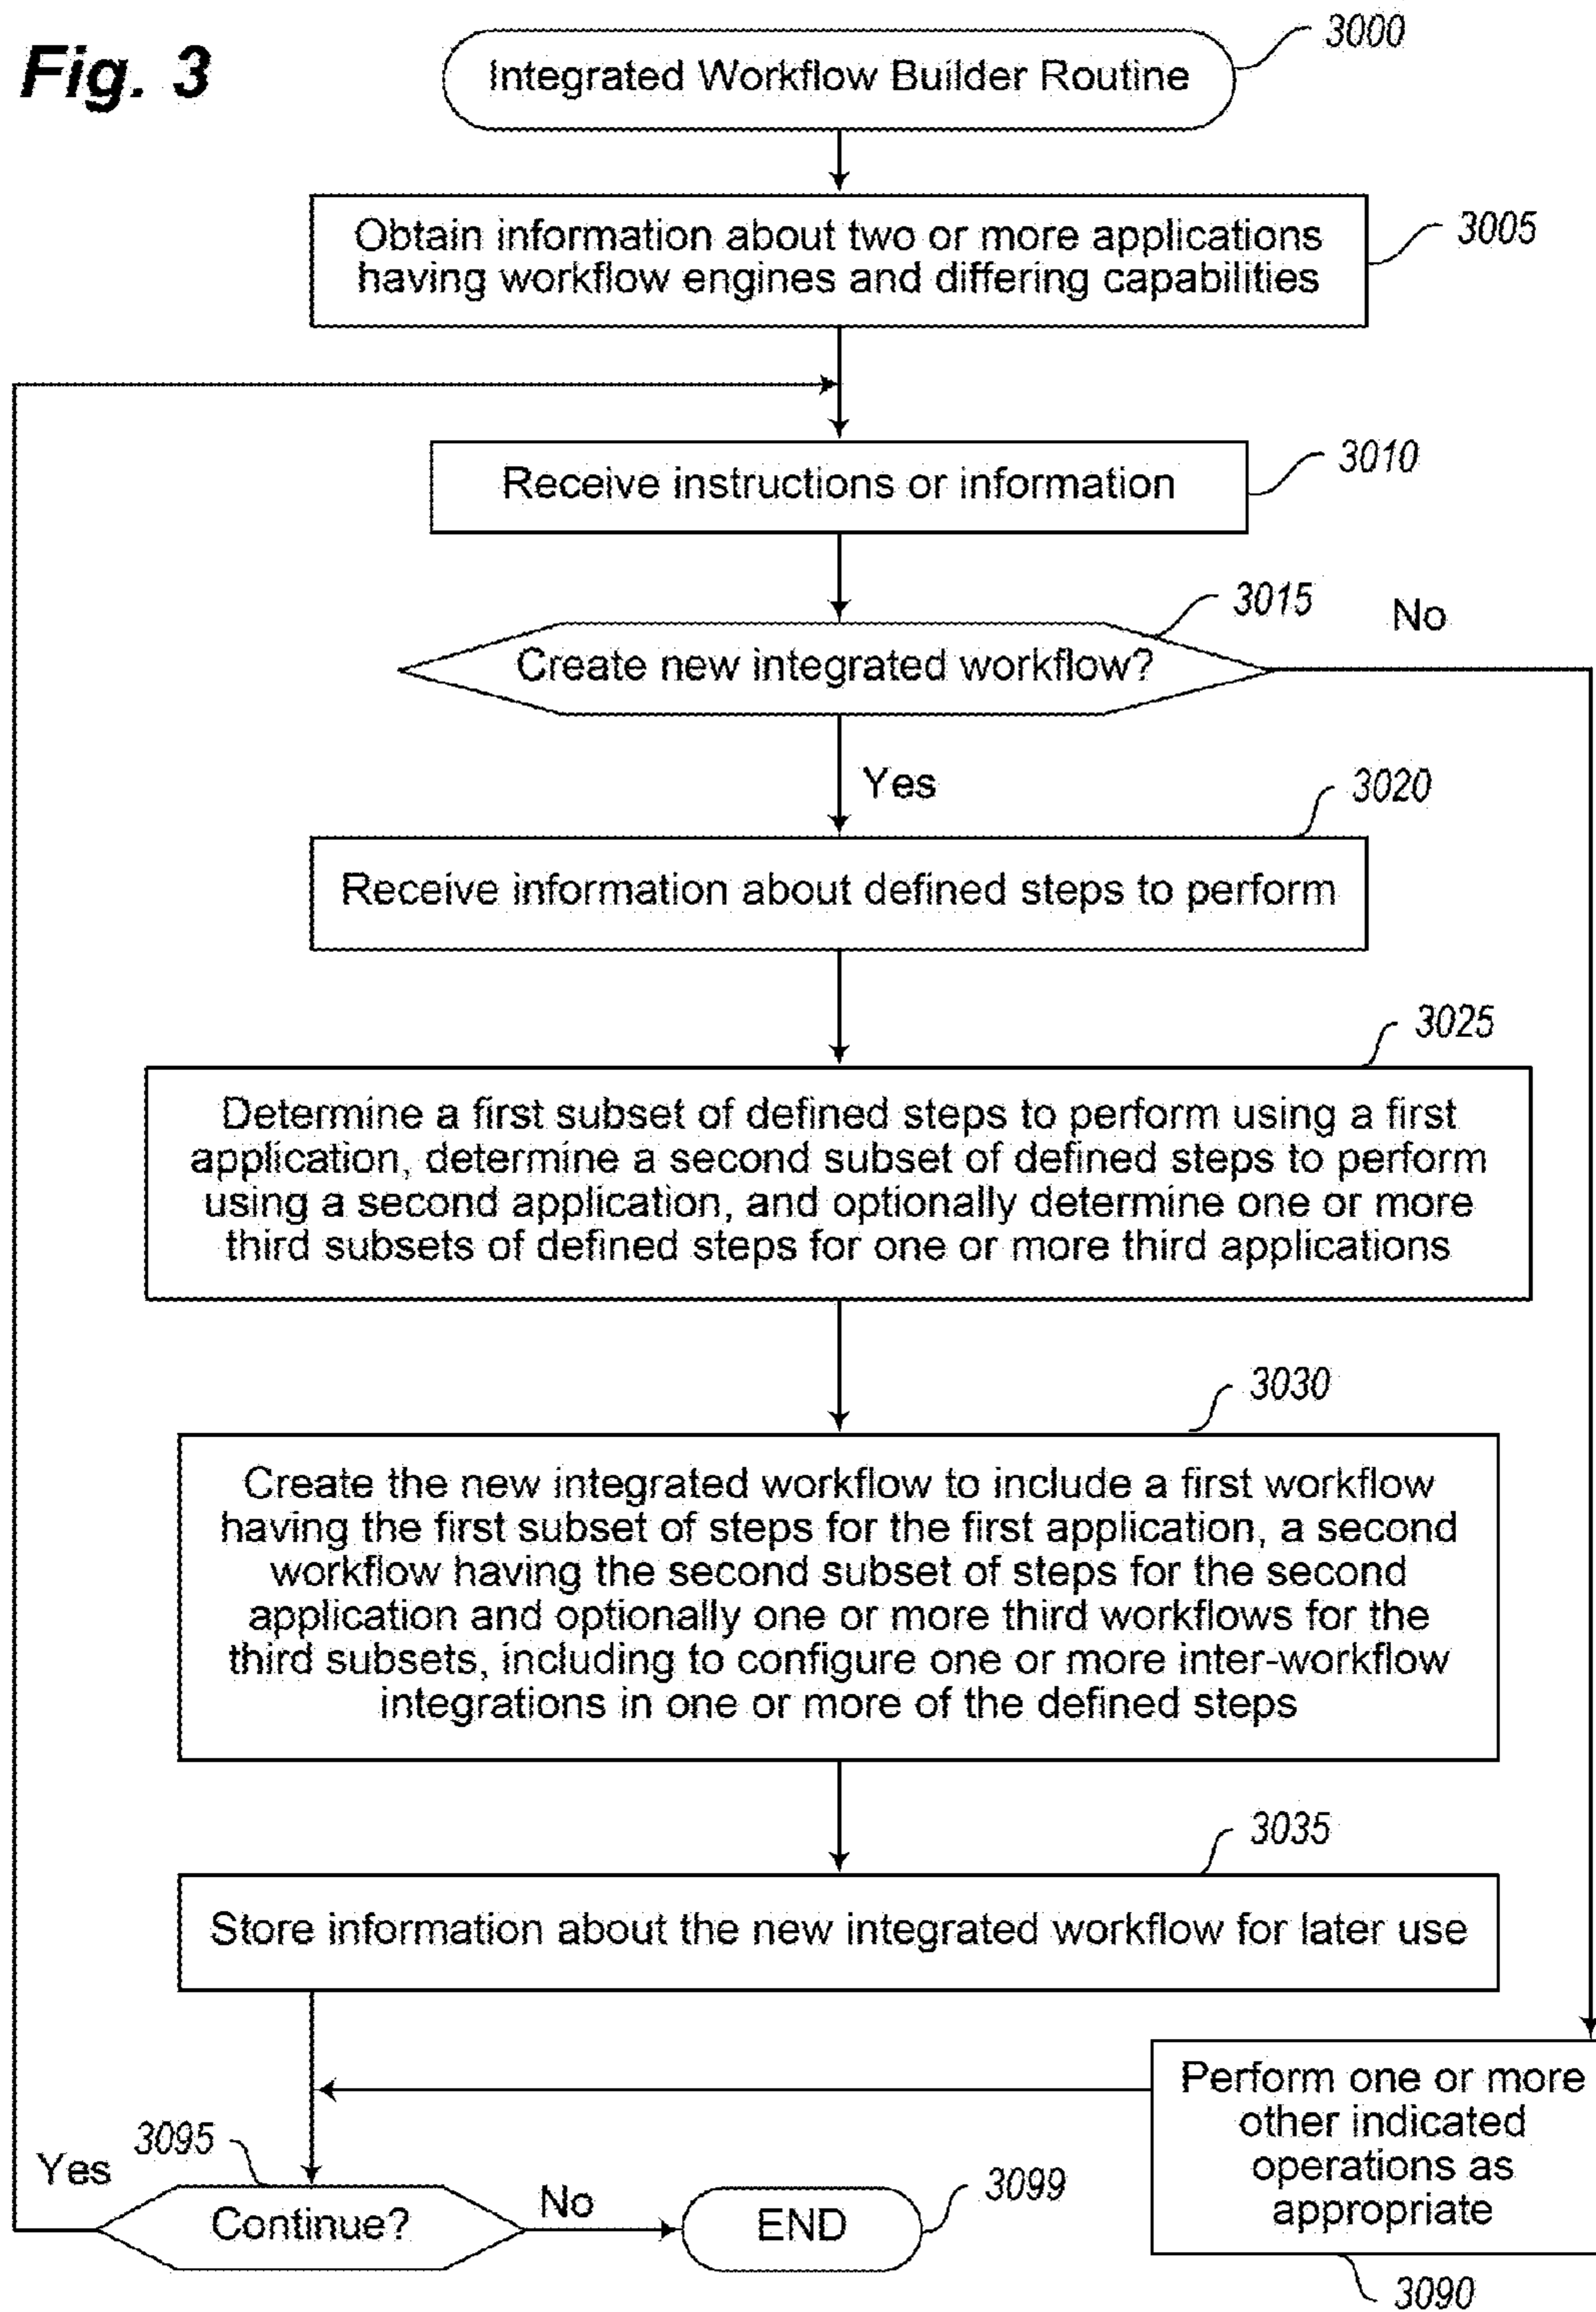 Fig. 3
3000
Integrated Workflow Builder Routine
3005
Obtain information about two or more applications
having workflow engines and differing capabilities
3010
Receive instructions or information
3015
No
Create new integrated workflow?
Yes
3020
Receive information about defined steps to perform
3025
Determine a first subset of defined steps to perform using a first
application, determine a second subset of defined steps to perform
using a second application, and optionally determine one or more
third subsets of defined steps for one or more third applications
3030
Create the new integrated workflow to include a first workflow
having the first subset of steps for the first application, a second
workflow having the second subset of steps for the second
application and optionally one or more third workflows for the
third subsets, including to configure one or more inter-workflow
integrations in one or more of the defined steps
3035
Store information about the new integrated workflow for later use
Perform one or more
other indicated
operations as
appropriate
3090
3095
Yes
Continue?
No
END
3099